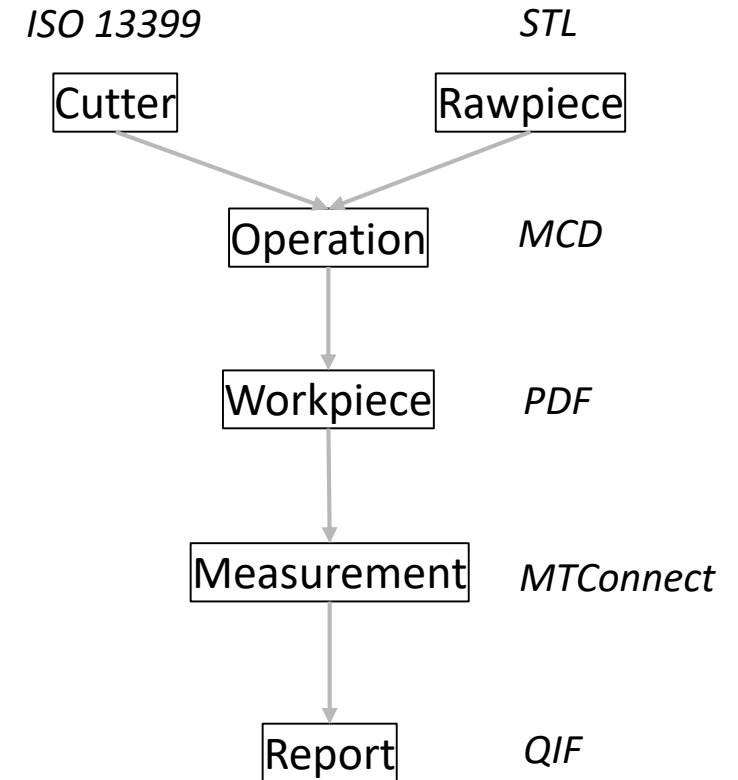 ISO 13399
STL
Cutter
Rawpiece
Operation
MCD
Workpiece
PDF
Measurement
MTConnect
Report
QIF